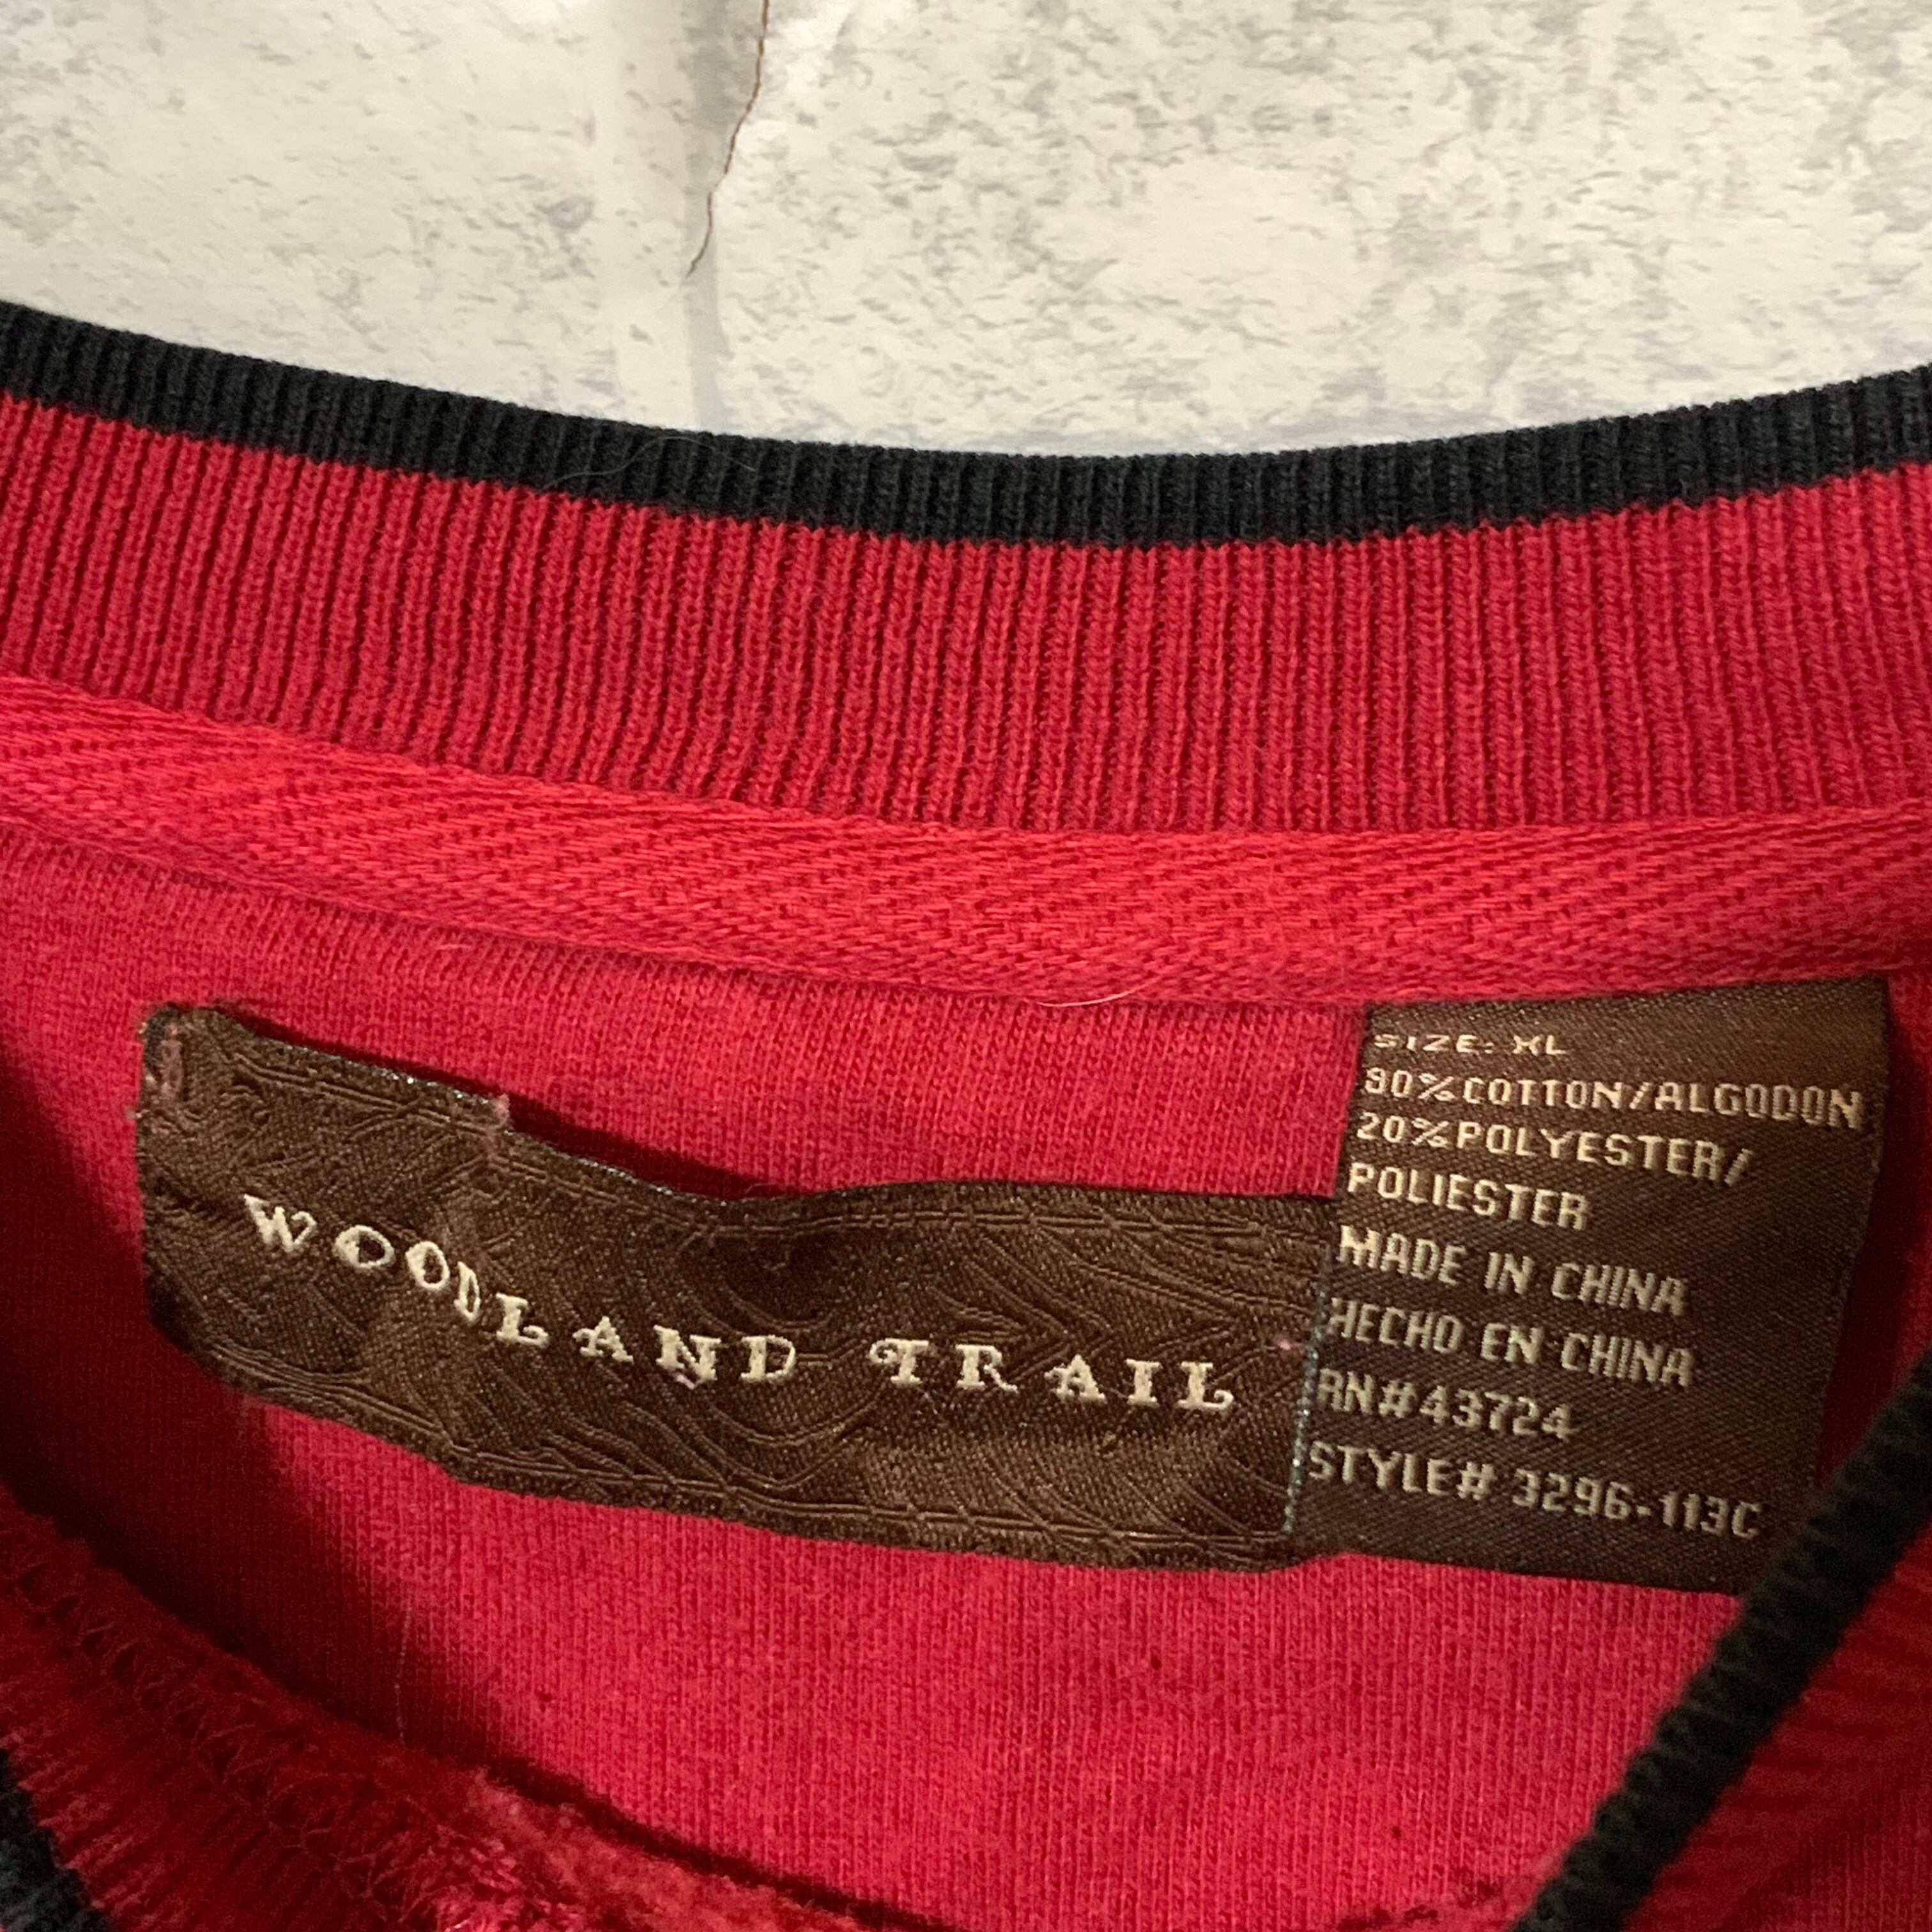 WOODLAND TRAIL
SIZE: XL
80%COTTON/ALGODON
20%POLYESTER/
POLIESTER
MADE IN CHINA
HECHO EN CHINA
RN#43724
STYLE# 3296-113C